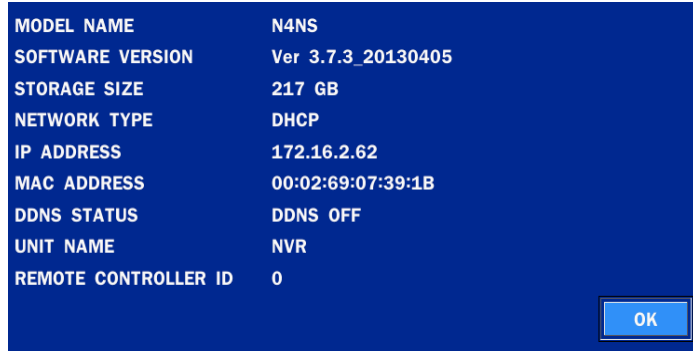 MODEL NAME N4NS
SOFTWARE VERSION Ver 3.7.3_20130405
STORAGE SIZE 217 GB
NETWORK TYPE DHCP
IP ADDRESS 172.16.2.62
MAC ADDRESS 00:02:69:07:39:1B
DDNS STATUS DDNS OFF
UNIT NAME NVR
REMOTE CONTROLLER ID 0
OK